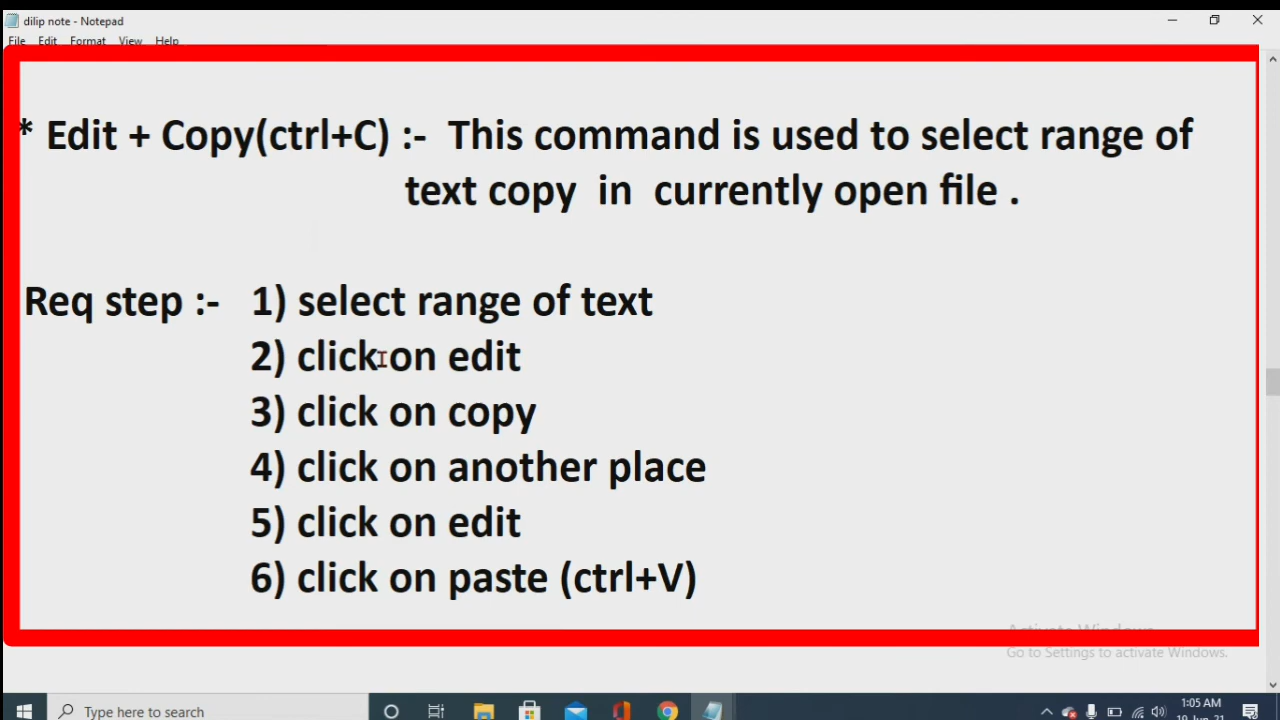 dilip note - Notepad
File Edit Format View Help
* Edit + Copy(ctrl+C) :- This command is used to select range of
text copy in currently open file .
Req step :- 1) select range of text
2) click on edit
3) click on copy
4) click on another place
5) click on edit
6) click on paste (ctrl+V)
Activate Windows
Go to Settings to activate Windows.
Type here to search
1:05 AM